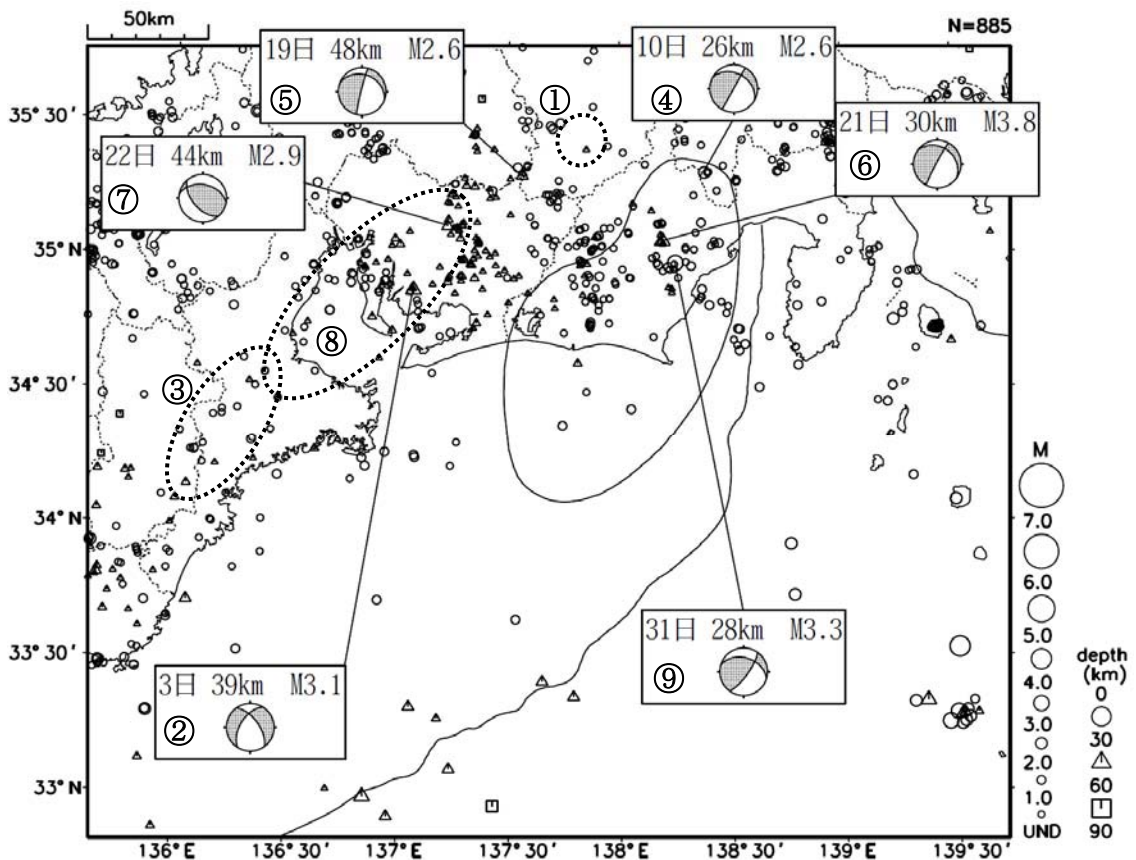 50km
N=885
19日 48km M2.6
⑤
①
10日 26km M2.6
④
21日 30km M3.8
⑥
22日 44km M2.9
⑦
35°30'
35°N
34°30'
34°N
33°30'
33°N
⑧
③
3日 39km M3.1
②
31日 28km M3.3
⑨
M
7.0
6.0
5.0
4.0
3.0
2.0
1.0
UND
depth
(km)
0
30
60
90
136°E 136°30' 137°E 137°30' 138°E 138°30' 139°E 139°30'